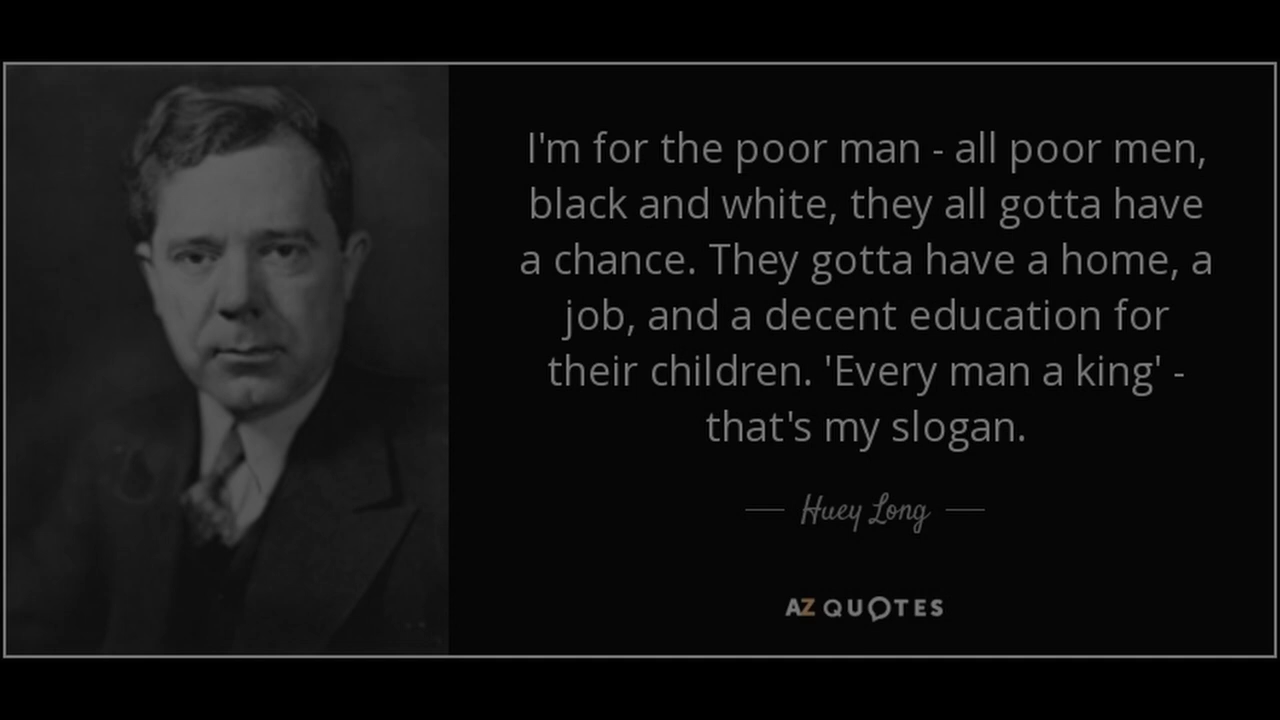 I'm for the poor man - all poor men,
black and white, they all gotta have
a chance. They gotta have a home, a
job, and a decent education for
their children. 'Every man a king' -
that's my slogan.
Huey Long
AZ QUOTES